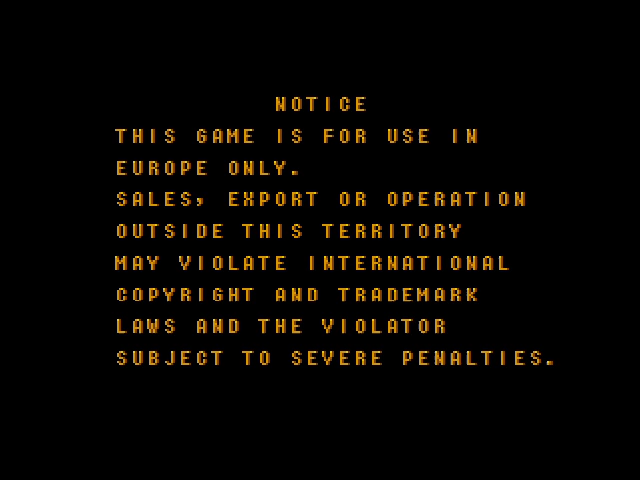 NOTICE
THIS GAME IS FOR USE IN
EUROPE ONLY.
SALES, EXPORT OR OPERATION
OUTSIDE THIS TERRITORY
MAY VIOLATE INTERNATIONAL
COPYRIGHT AND TRADEMARK
LAWS AND THE VIOLATOR
SUBJECT TO SEVERE PENALTIES.